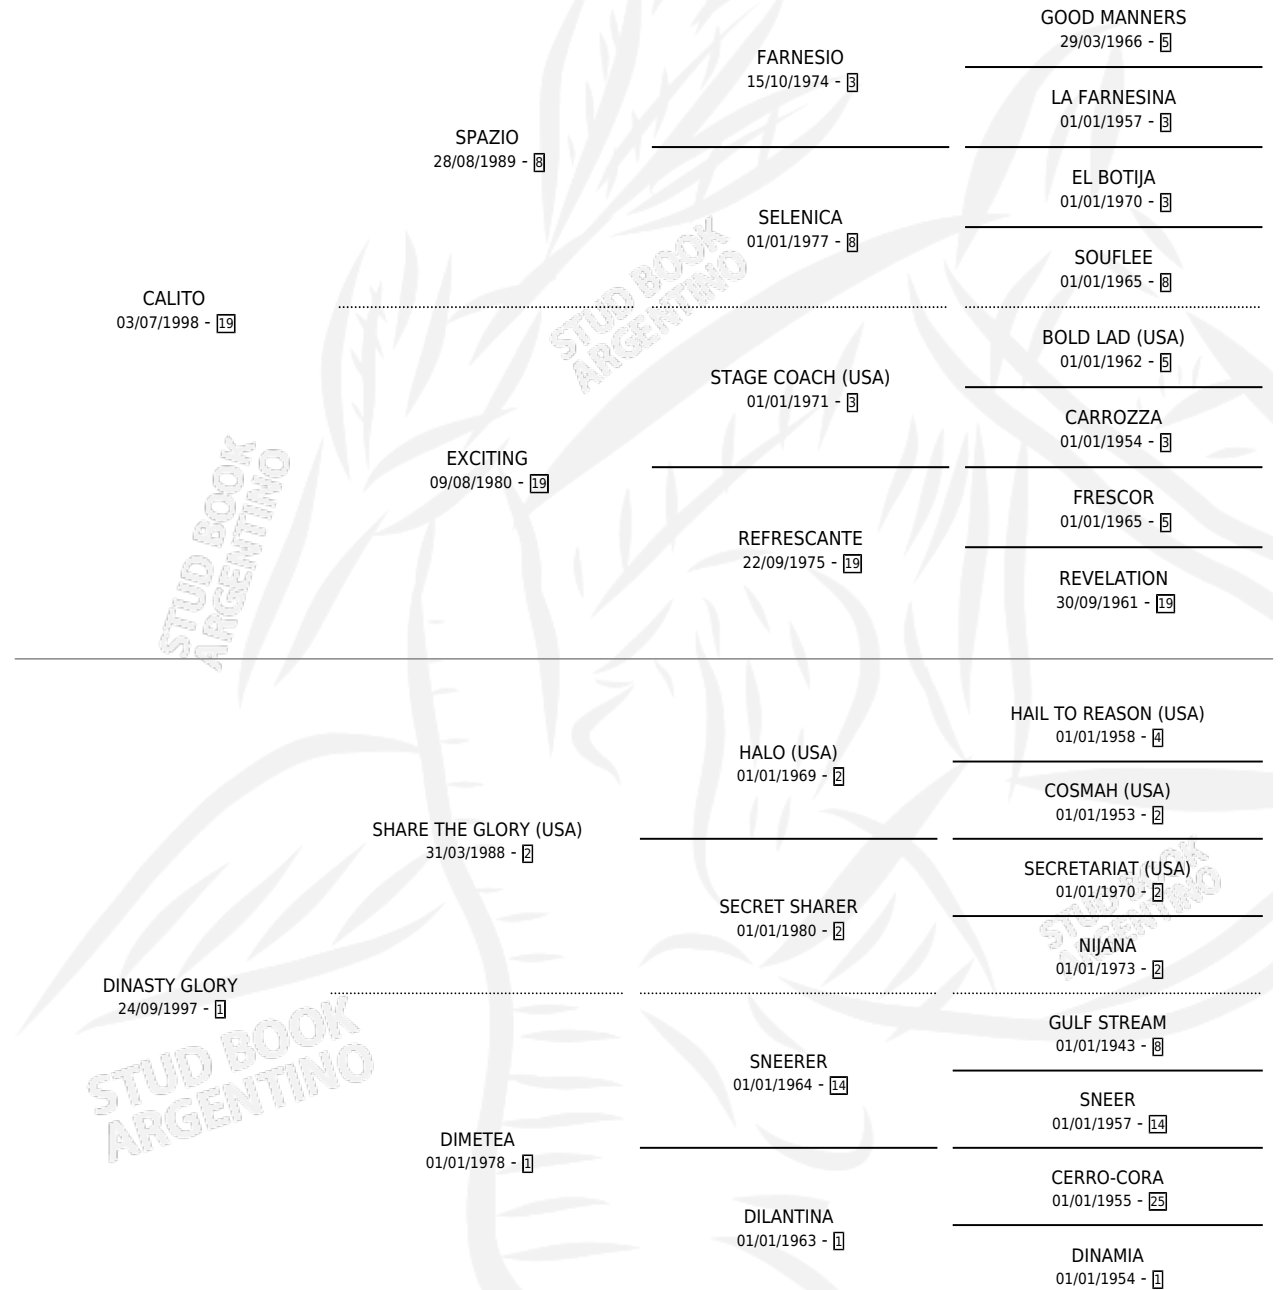 GOOD MANNERS
29/03/1966 - 5
FARNESIO
15/10/1974 - 3
LA FARNESINA
01/01/1957 - 3
SPAZIO
28/08/1989 - 8
EL BOTIJA
01/01/1970 - 3
SELENICA
01/01/1977 - 8
SOUFLEE
01/01/1965 - 8
CALITO
03/07/1998 - 19
BOLD LAD (USA)
01/01/1962 - 5
STAGE COACH (USA)
01/01/1971 - 3
CARROZZA
01/01/1954 - 3
EXCITING
09/08/1980 - 19
FRESCOR
01/01/1965 - 5
REFRESCANTE
22/09/1975 - 19
REVELATION
30/09/1961 - 19
STUD BOOK
ARGENTINO
STUD BOOK
ARGENTINO
HAIL TO REASON (USA)
01/01/1958 - 4
HALO (USA)
01/01/1969 - 2
COSMAH (USA)
01/01/1953 - 2
SHARE THE GLORY (USA)
31/03/1988 - 2
SECRETARIAT (USA)
01/01/1970 - 2
SECRET SHARER
01/01/1980 - 2
NIJANA
01/01/1973 - 2
STUD BOOK
ARGENTINO
DINASTY GLORY
24/09/1997 - 1
GULF STREAM
01/01/1943 - 8
SNEERER
01/01/1964 - 14
SNEER
01/01/1957 - 14
DIMETEA
01/01/1978 - 1
CERRO-CORA
01/01/1955 - 25
DILANTINA
01/01/1963 - 1
DINAMIA
01/01/1954 - 1
STUD BOOK
ARGENTINO